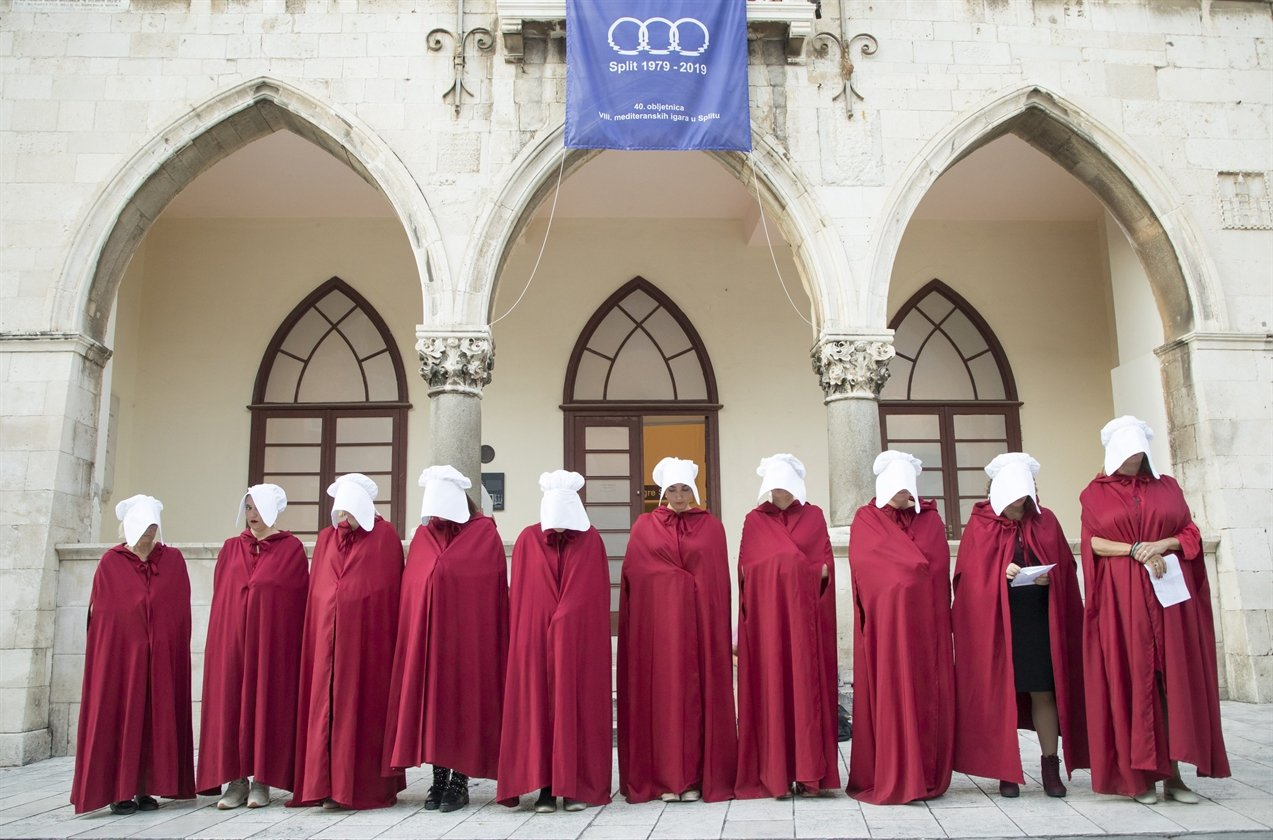 Split 1979 - 2019
40. obljetnica
VIII. mediteranskih igara u Splitu